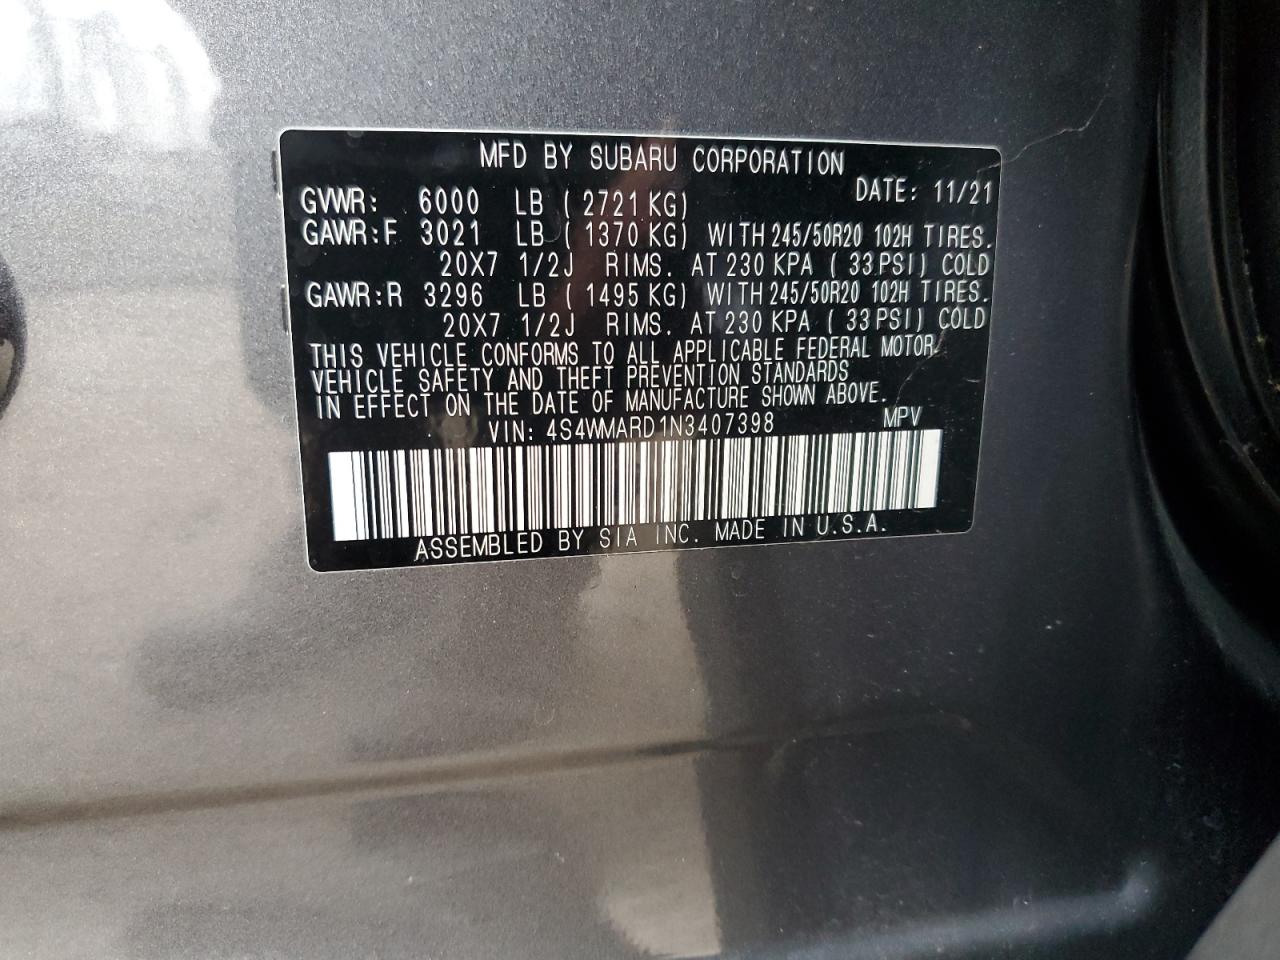 MFD BY SUBARU CORPORATION
DATE: 11/21
GVWR: 6000 LB ( 2721 KG)
GAWR:F 3021 LB ( 1370 KG) WITH 245/50R20 102H TIRES.
20X7 1/2J RIMS. AT 230 KPA ( 33 PSI) COLD
GAWR:R 3296 LB ( 1495 KG) WITH 245/50R20 102H TIRES.
20X7 1/2J RIMS. AT 230 KPA ( 33 PSI) COLD
THIS VEHICLE CONFORMS TO ALL APPLICABLE FEDERAL MOTOR
VEHICLE SAFETY AND THEFT PREVENTION STANDARDS
IN EFFECT ON THE DATE OF MANUFACTURE SHOWN ABOVE.
VIN: 4S4WMARD1N3407398 MPV
ASSEMBLED BY SIA INC. MADE IN U.S.A.